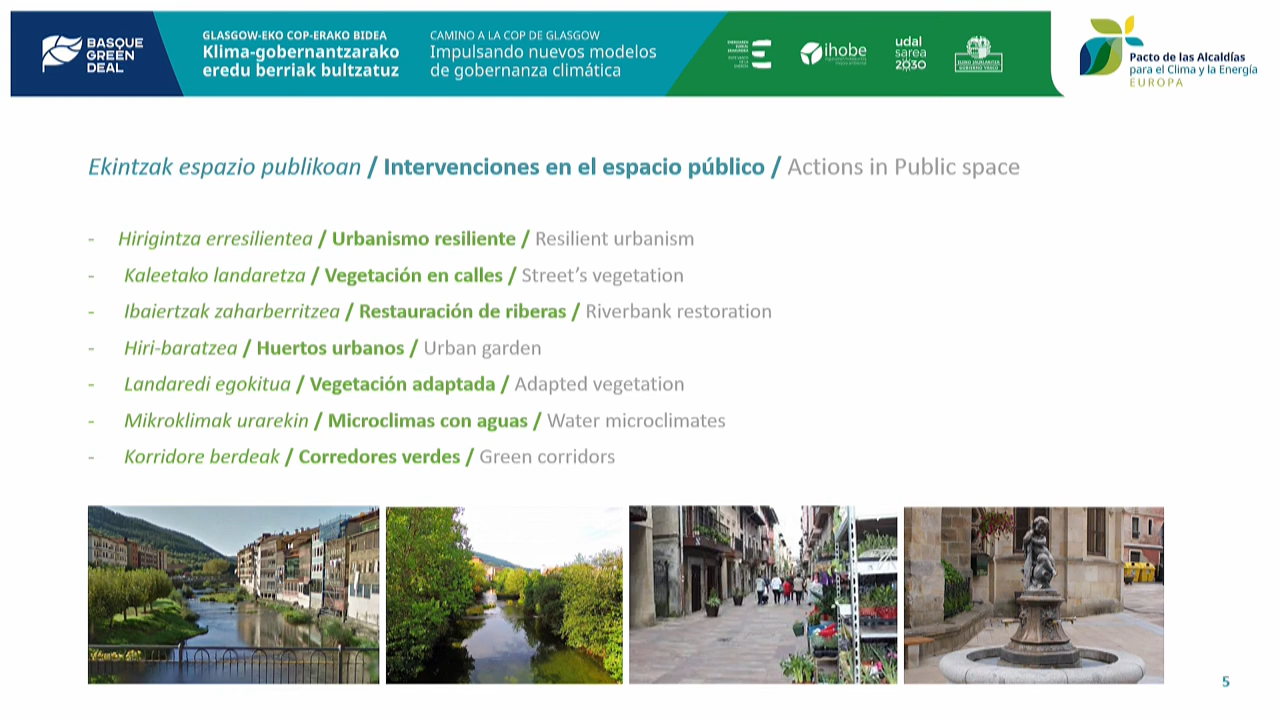 BASQUE
GREEN
DEAL
GLASGOW-EKO COP-ERAKO BIDEA
Klima-gobernantzarako
eredu berriak bultzatuz
CAMINO A LA COP DE GLASGOW
Impulsando nuevos modelos
de gobernanza climática
ihobe
udal
sarea
2030
EUSKO JAURLARITZA
GOBIERNO VASCO
Pacto de las Alcaldías
para el Clima y la Energía
EUROPA
Ekintzak espazio publikoan / Intervenciones en el espacio público / Actions in Public space
- Hirigintza erresilientea / Urbanismo resiliente / Resilient urbanism
- Kaleetako landaretza / Vegetación en calles / Street’s vegetation
- Ibaiertzak zaharberritzea / Restauración de riberas / Riverbank restoration
- Hiri-baratzea / Huertos urbanos / Urban garden
- Landaredi egokitua / Vegetación adaptada / Adapted vegetation
- Mikroklimak urarekin / Microclimas con aguas / Water microclimates
- Korridore berdeak / Corredores verdes / Green corridors
5